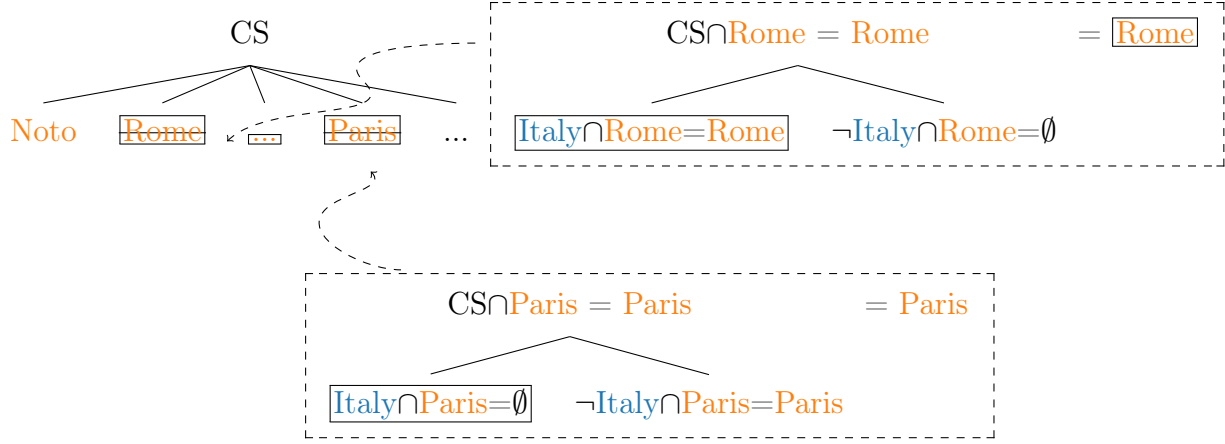 CS
Noto Rome ... Paris ...
CS∩Rome = Rome = Rome
Italy∩Rome=Rome ¬Italy∩Rome=∅
CS∩Paris = Paris = Paris
Italy∩Paris=∅ ¬Italy∩Paris=Paris